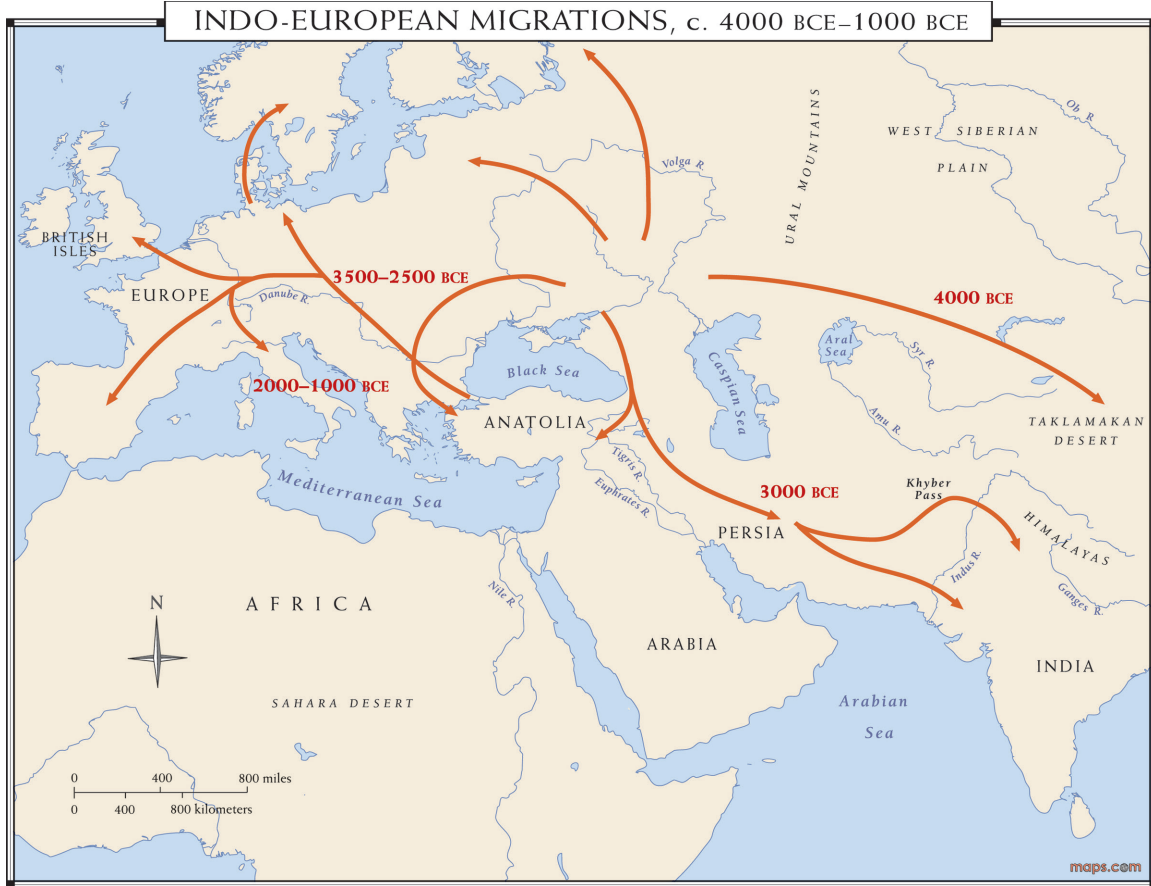 INDO-EUROPEAN MIGRATIONS, c. 4000 BCE–1000 BCE
Ob R.
WEST SIBERIAN
PLAIN
URAL MOUNTAINS
Volga R.
BRITISH
ISLES
EUROPE
Danube R.
3500–2500 BCE
4000 BCE
Aral
Sea
Syr R.
Black Sea
Caspian Sea
2000–1000 BCE
ANATOLIA
Amu R.
TAKLAMAKAN
DESERT
Tigris R.
Euphrates R.
Mediterranean Sea
3000 BCE
Khyber
Pass
PERSIA
HIMALAYAS
Indus R.
Ganges R.
Nile R.
N
AFRICA
ARABIA
INDIA
SAHARA DESERT
Arabian
Sea
0 400 800 miles
0 400 800 kilometers
maps.com